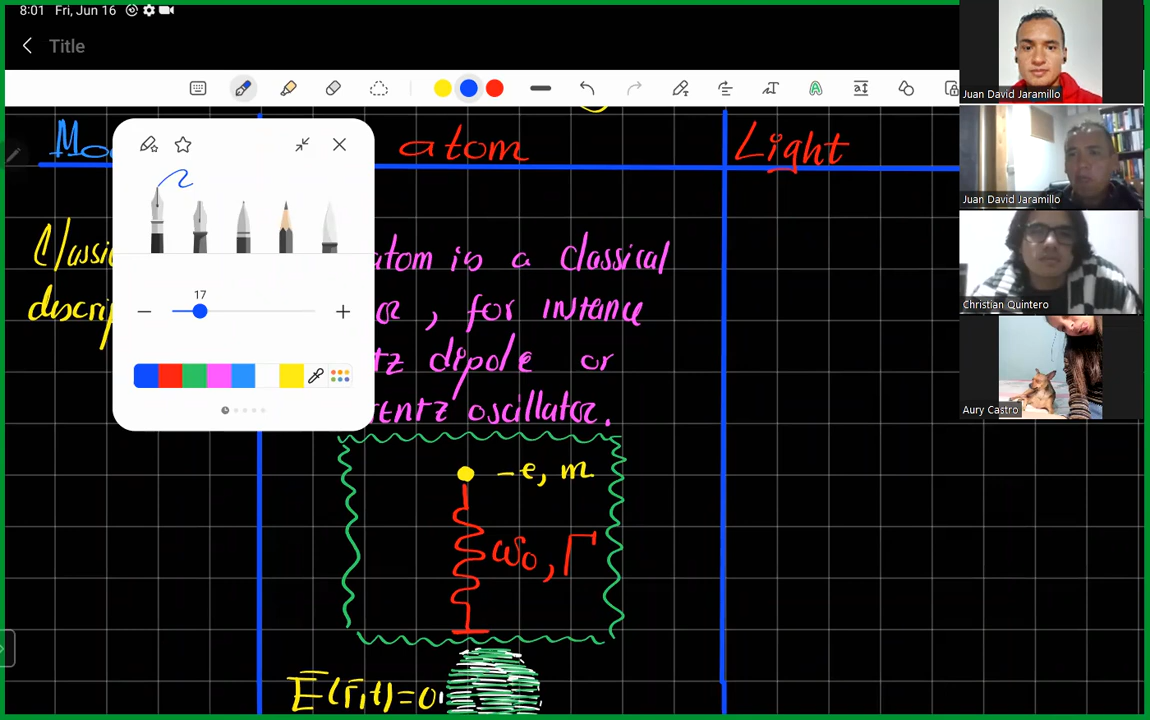 8:01 Fri, Jun 16
Title
atom
Light
atom is a classical
, for instance
dipole or
oscillator.
-e, m
ω₀, Γ
E̅(r̅,t)=0
17
Juan David Jaramillo
Juan David Jaramillo
Christian Quintero
Aury Castro